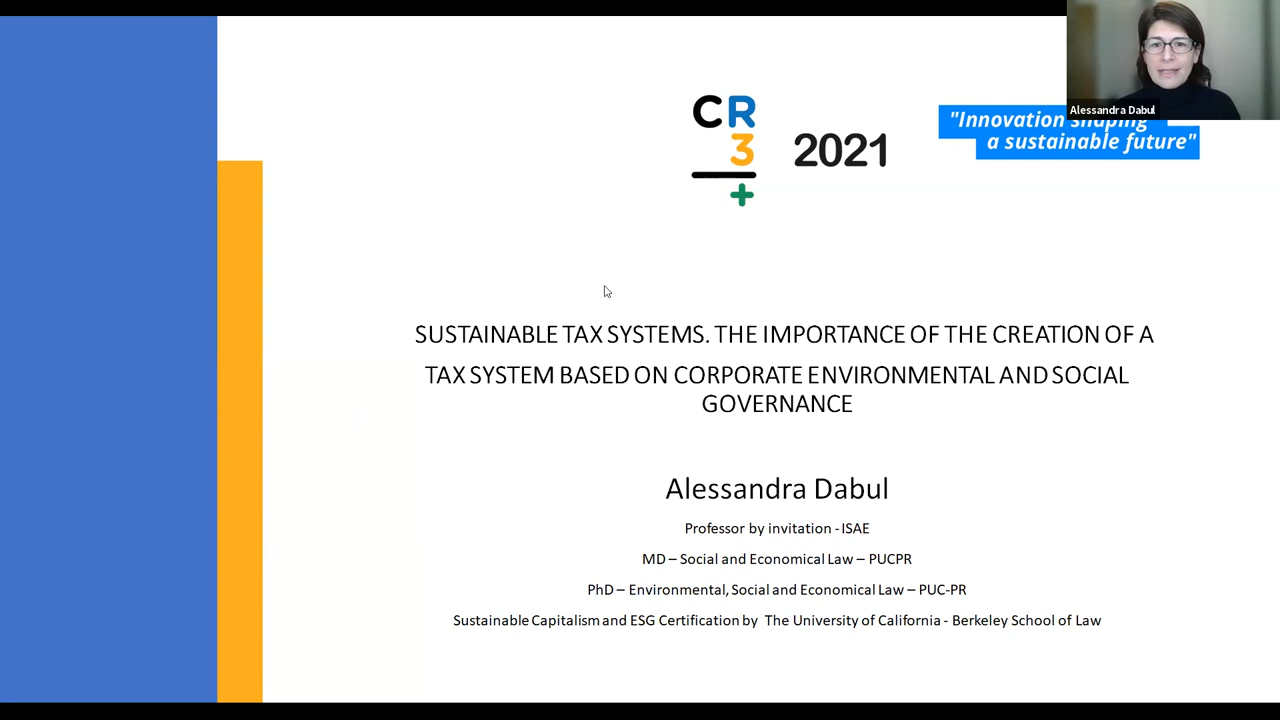 Alessandra Dabul
CR
3
+
2021
"Innovation shaping
a sustainable future"
SUSTAINABLE TAX SYSTEMS. THE IMPORTANCE OF THE CREATION OF A
TAX SYSTEM BASED ON CORPORATE ENVIRONMENTAL AND SOCIAL
GOVERNANCE
Alessandra Dabul
Professor by invitation - ISAE
MD – Social and Economical Law – PUCPR
PhD – Environmental, Social and Economical Law – PUC-PR
Sustainable Capitalism and ESG Certification by The University of California - Berkeley School of Law